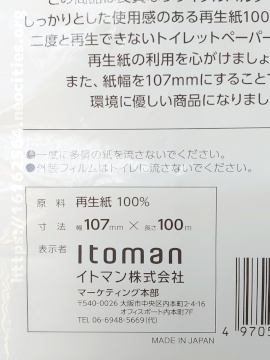 しっかりとした使用感のある再生紙100
二度と再生できないトイレットペーパー
再生紙の利用を心がけましょ
また、紙幅を107mmにすることで
環境に優しい商品になりまし
●一度に多量の紙を流さないでください。
●外装フィルムはトイレに流さないでください。
原料 再生紙 100%
寸法 幅107mm×長さ100m
表示者 Itoman
イトマン株式会社
マーケティング本部
〒540-0026 大阪市中央区内本町2-4-16
オフィスポート内本町7F
TEL 06-6948-5669(代)
MADE IN JAPAN
4 9705